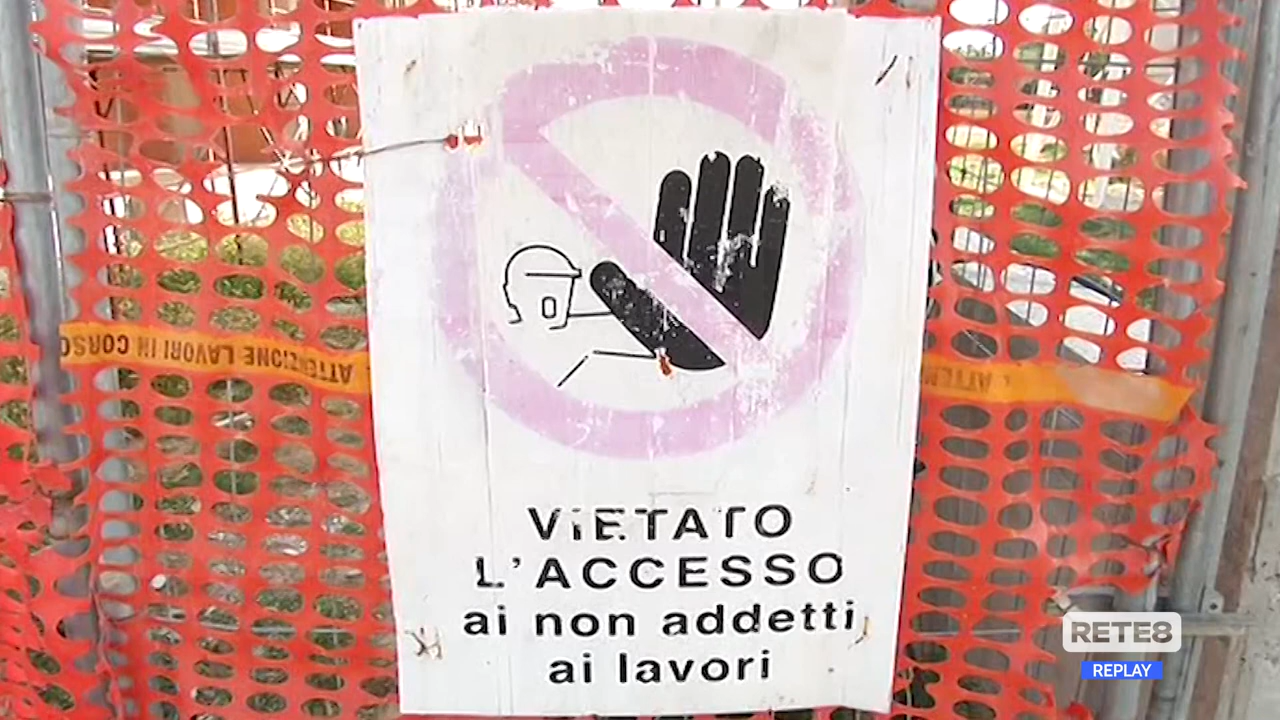 ATTENZIONE LAVORI IN CORSO
VIETATO
L'ACCESSO
ai non addetti
ai lavori
RETE8
REPLAY